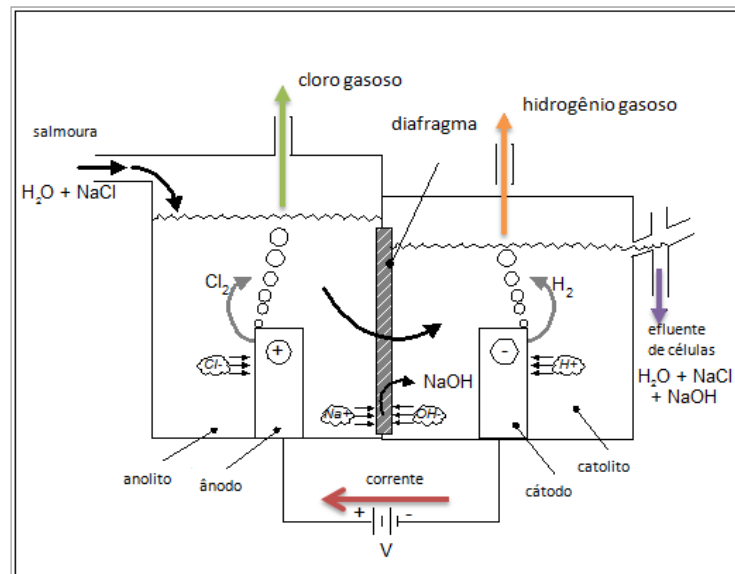 cloro gasoso
hidrogênio gasoso
diafragma
salmoura
H2O + NaCl
Cl2
H2
+
-
Cl-
H+
NaOH
Na+
OH-
efluente
de células
H2O + NaCl
+ NaOH
anolito
ânodo
corrente
cátodo
catolito
+ -
V